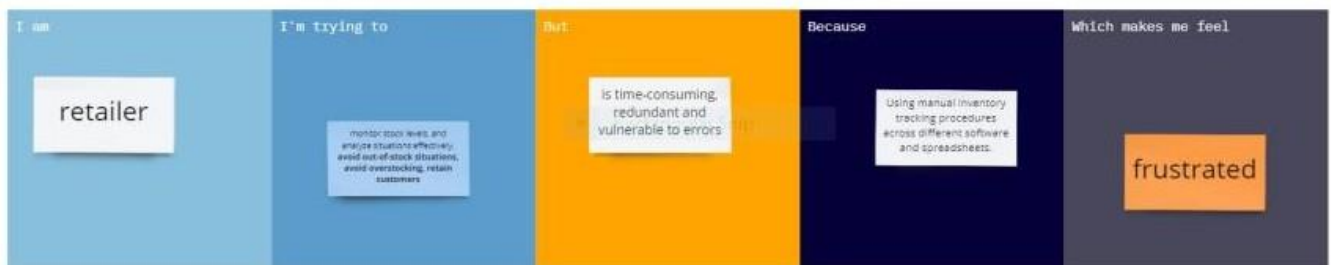 I am
retailer
I'm trying to
monitor stock levels, and
analyze situations effectively,
avoid out-of-stock situations,
avoid overstocking, retain
customers
But
is time-consuming,
redundant and
vulnerable to errors
Because
Using manual inventory
tracking procedures
across different software
and spreadsheets.
Which makes me feel
frustrated